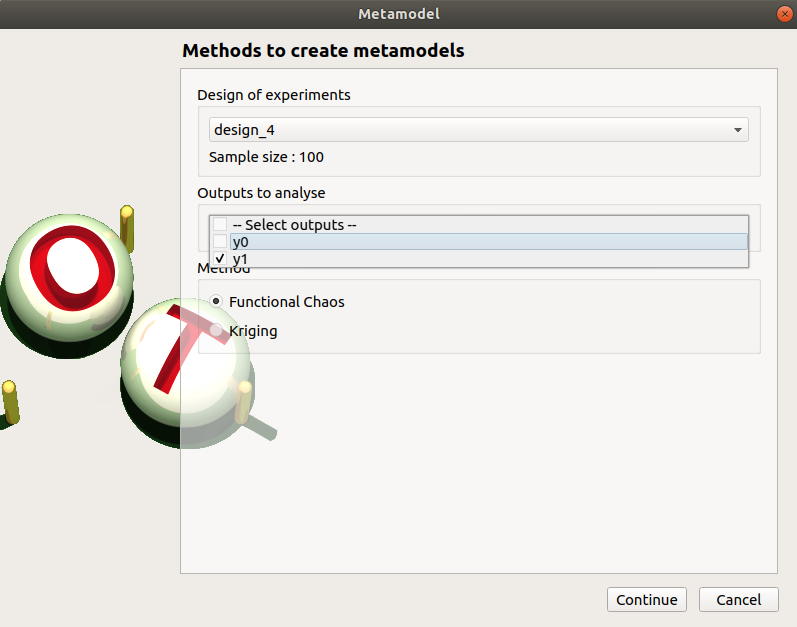 Metamodel
Methods to create metamodels
Design of experiments
design_4
Sample size : 100
Outputs to analyse
-- Select outputs --
y0
y1
Method
Functional Chaos
Kriging
O
T
Continue
Cancel